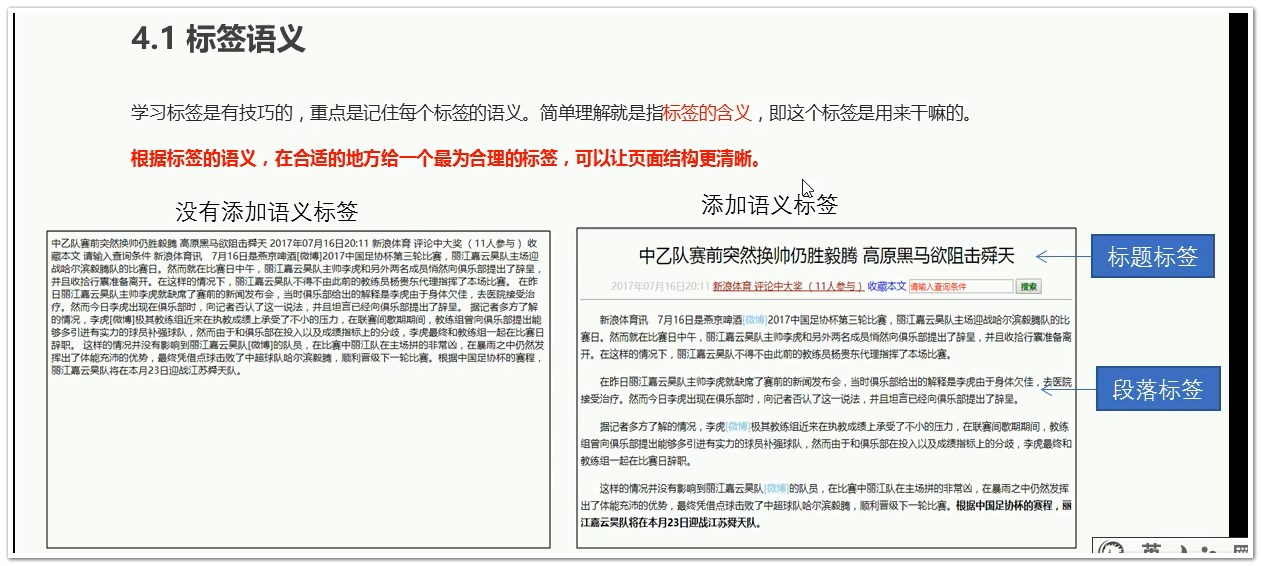 4.1 标签语义
学习标签是有技巧的，重点是记住每个标签的语义。简单理解就是指标签的含义，即这个标签是用来干嘛的。
根据标签的语义，在合适的地方给一个最为合理的标签，可以让页面结构更清晰。
没有添加语义标签
中乙队赛前突然换帅仍胜毅腾 高原黑马欲阻击舜天 2017年07月16日20:11 新浪体育 评论中大奖（11人参与）收
藏本文 请输入查询条件 新浪体育讯　7月16日是燕京啤酒[微博]2017中国足协杯第三轮比赛，丽江嘉云昊队主场迎
战哈尔滨毅腾队的比赛日。然而就在比赛日中午，丽江嘉云昊队主帅李虎和另外两名成员悄然向俱乐部提出了辞呈，
并且收拾行囊准备离开。在这样的情况下，丽江嘉云昊队不得不由此前的教练员杨贵东代理指挥了本场比赛。 在昨
日丽江嘉云昊队主帅李虎就缺席了赛前的新闻发布会，当时俱乐部给出的解释是李虎由于身体欠佳，去医院接受治
疗。然而今日李虎出现在俱乐部时，向记者否认了这一说法，并且坦言已经向俱乐部提出了辞呈。 据记者多方了解
的情况，李虎[微博]极其教练组近来在执教成绩上承受了不小的压力，在联赛间歇期期间，教练组曾向俱乐部提出能
够多引进有实力的球员补强球队，然而由于和俱乐部在投入以及成绩指标上的分歧，李虎最终和教练组一起在比赛日
辞职。 这样的情况并没有影响到丽江嘉云昊队[微博]的队员，在比赛中丽江队在主场拼的非常凶，在暴雨之中仍然发
挥出了体能充沛的优势，最终凭借点球击败了中超球队哈尔滨毅腾，顺利晋级下一轮比赛。根据中国足协杯的赛程，
丽江嘉云昊队将在本月23日迎战江苏舜天队。
添加语义标签
中乙队赛前突然换帅仍胜毅腾 高原黑马欲阻击舜天
2017年07月16日20:11 新浪体育 评论中大奖（11人参与） 收藏本文 请输入查询条件 搜索
新浪体育讯　7月16日是燕京啤酒[微博]2017中国足协杯第三轮比赛，丽江嘉云昊队主场迎战哈尔滨毅腾队的比
赛日。然而就在比赛日中午，丽江嘉云昊队主帅李虎和另外两名成员悄然向俱乐部提出了辞呈，并且收拾行囊准备离
开。在这样的情况下，丽江嘉云昊队不得不由此前的教练员杨贵东代理指挥了本场比赛。
在昨日丽江嘉云昊队主帅李虎就缺席了赛前的新闻发布会，当时俱乐部给出的解释是李虎由于身体欠佳，去医院
接受治疗。然而今日李虎出现在俱乐部时，向记者否认了这一说法，并且坦言已经向俱乐部提出了辞呈。
据记者多方了解的情况，李虎[微博]极其教练组近来在执教成绩上承受了不小的压力，在联赛间歇期期间，教练
组曾向俱乐部提出能够多引进有实力的球员补强球队，然而由于和俱乐部在投入以及成绩指标上的分歧，李虎最终和
教练组一起在比赛日辞职。
这样的情况并没有影响到丽江嘉云昊队[微博]的队员，在比赛中丽江队在主场拼的非常凶，在暴雨之中仍然发挥
出了体能充沛的优势，最终凭借点球击败了中超球队哈尔滨毅腾，顺利晋级下一轮比赛。根据中国足协杯的赛程，丽
江嘉云昊队将在本月23日迎战江苏舜天队。
标题标签
段落标签
英